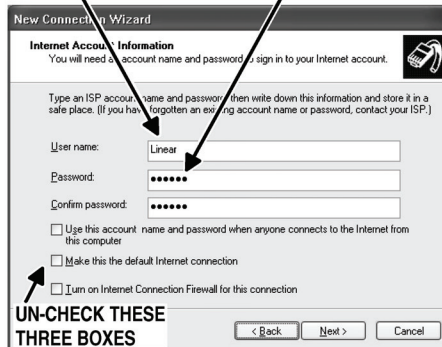 New Connection Wizard
Internet Account Information
You will need an account name and password to sign in to your Internet account.
Type an ISP account name and password, then write down this information and store it in a
safe place. (If you have forgotten an existing account name or password, contact your ISP.)
User name:
Linear
Password:
••••••
Confirm password:
••••••
Use this account name and password when anyone connects to the Internet from
this computer
Make this the default Internet connection
Turn on Internet Connection Firewall for this connection
UN-CHECK THESE
THREE BOXES
< Back
Next >
Cancel